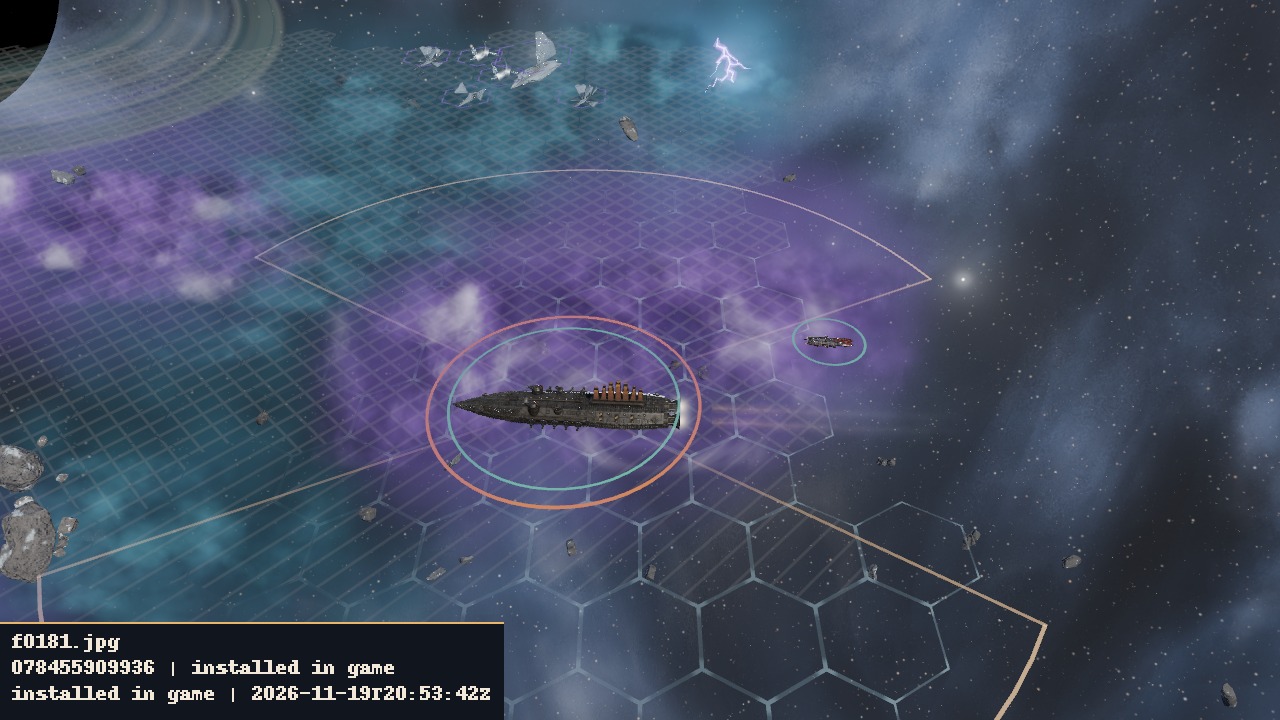 f0181.jpg
078455909936 | installed in game
installed in game | 2026-11-19T20:53:42Z